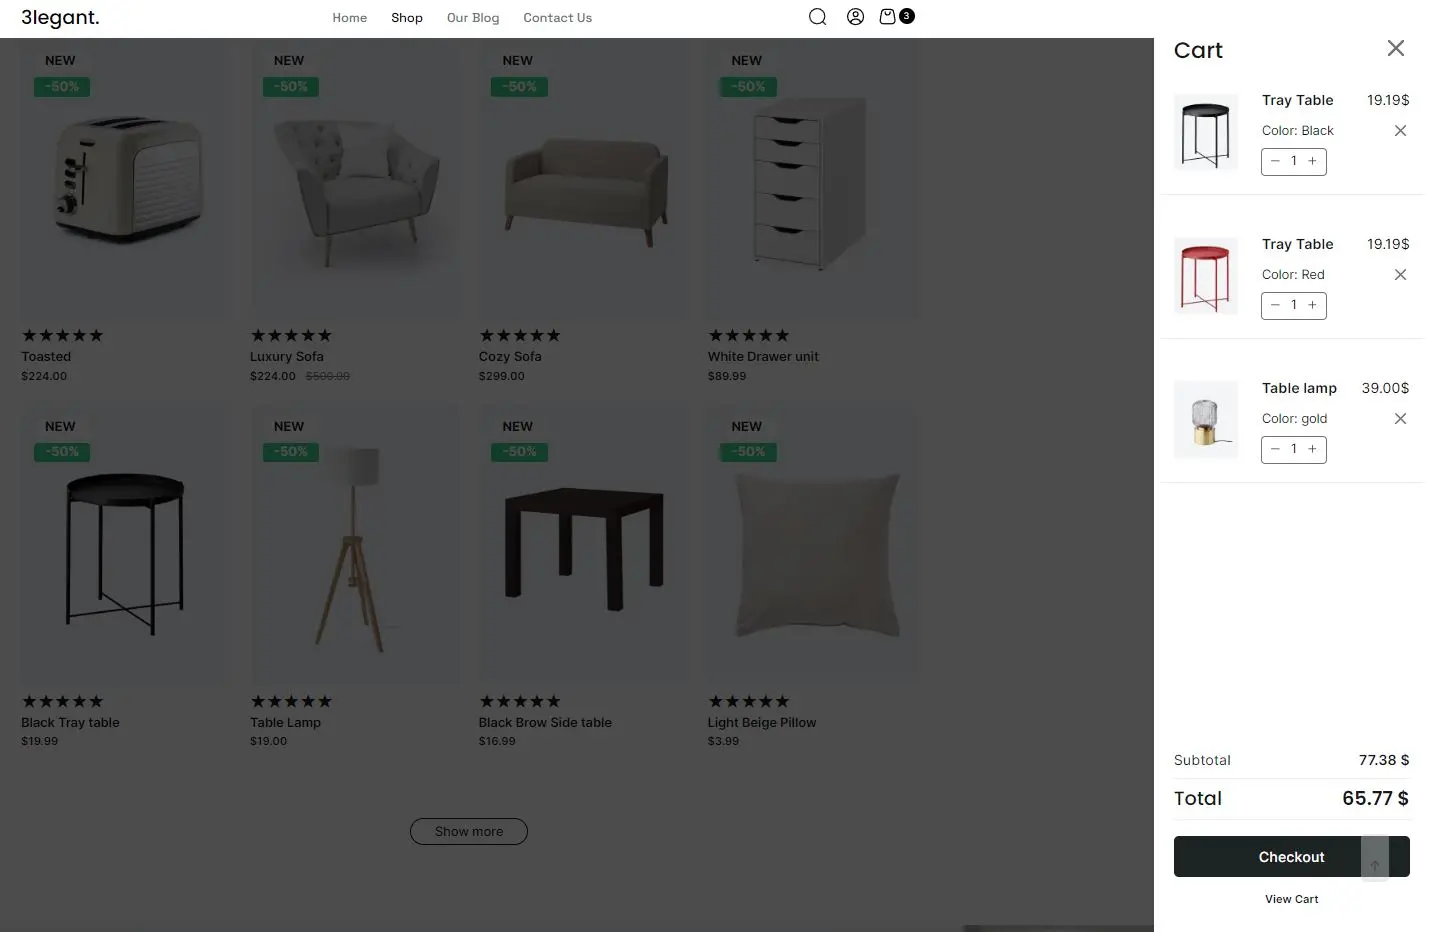 3legant.
Home Shop Our Blog Contact Us
3
NEW NEW NEW NEW
-50% -50% -50% -50%
Toasted Luxury Sofa Cozy Sofa White Drawer unit
$224.00 $224.00 $500.00 $299.00 $89.99
NEW NEW NEW NEW
-50% -50% -50% -50%
Black Tray table Table Lamp Black Brow Side table Light Beige Pillow
$19.99 $19.00 $16.99 $3.99
Show more
Cart
Tray Table 19.19$
Color: Black
− 1 +
Tray Table 19.19$
Color: Red
− 1 +
Table lamp 39.00$
Color: gold
− 1 +
Subtotal 77.38 $
Total 65.77 $
Checkout
View Cart